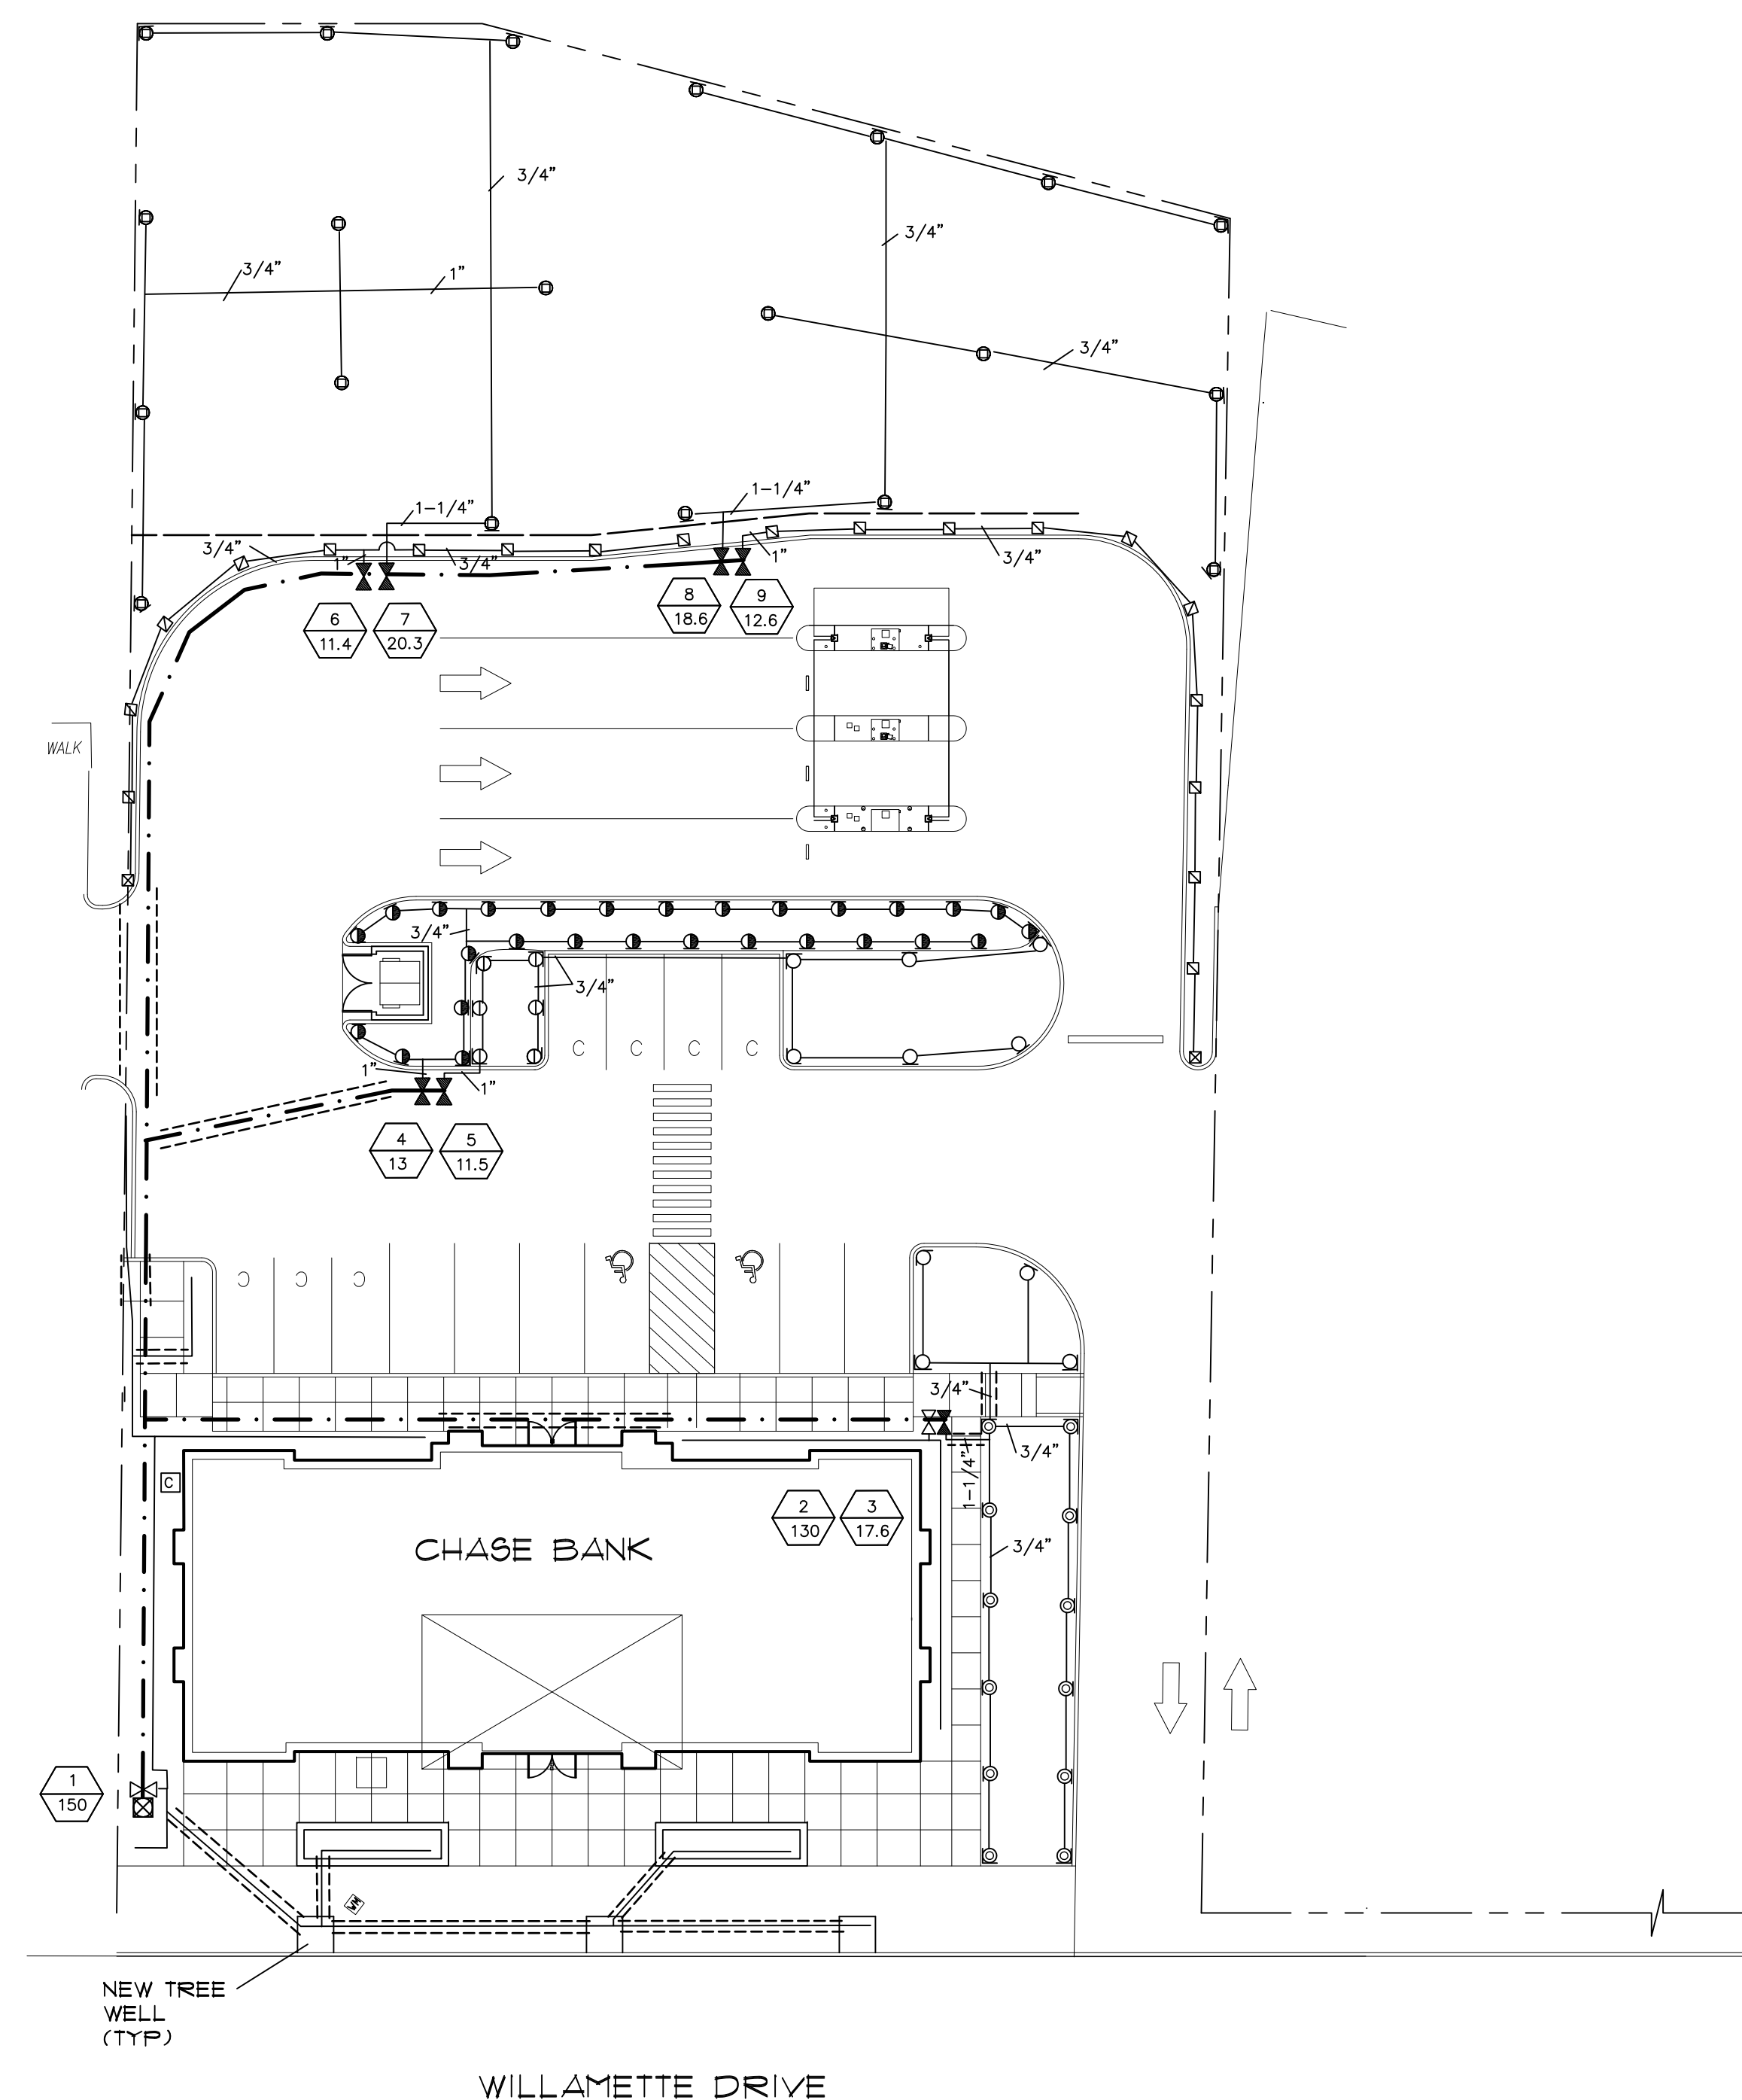 3/4"
3/4"
3/4"
1"
3/4"
1-1/4"
1-1/4"
3/4"
1"
3/4"
1"
3/4"
6
11.4
7
20.3
8
18.6
9
12.6
WALK
3/4"
3/4"
C
C
C
C
1"
1"
4
13
5
11.5
C
C
C
3/4"
3/4"
1-1/4"
C
2
130
3
17.6
CHASE BANK
3/4"
1
150
WM
NEW TREE
WELL
(TYP)
WILLAMETTE DRIVE